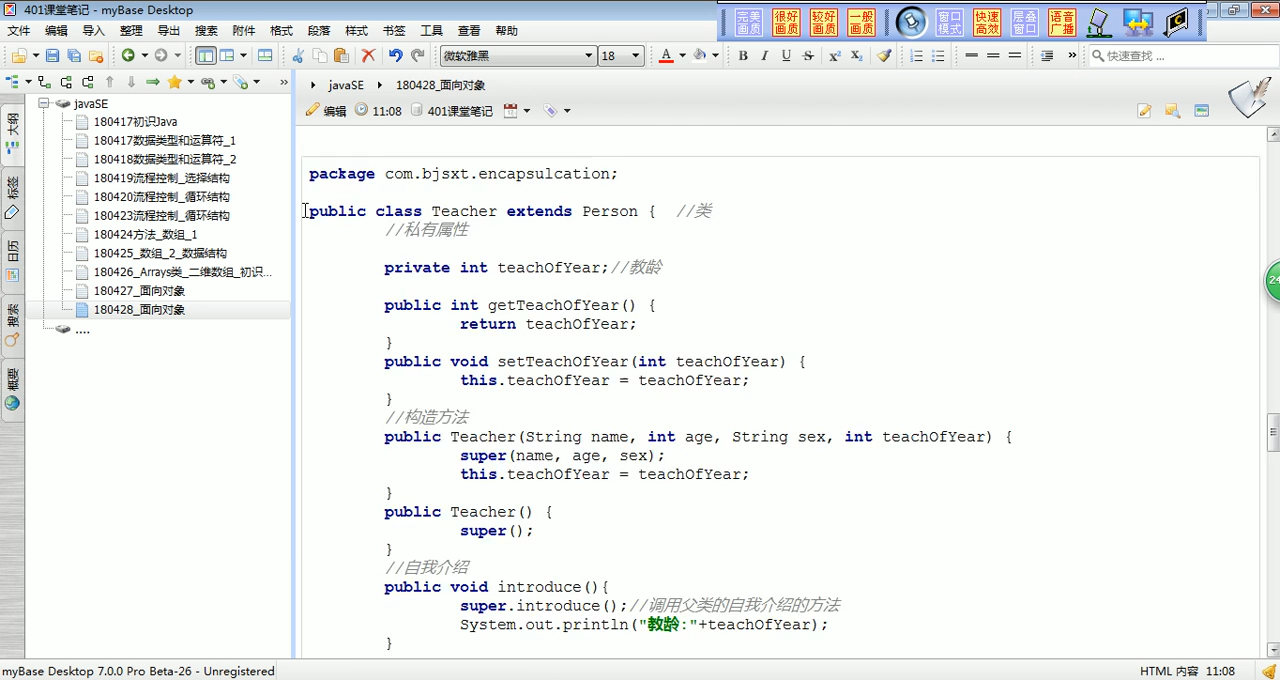 401课堂笔记 - myBase Desktop
完美画质 很好画质 较好画质 一般画质 窗口模式 快速高效 层叠窗口 语音广播
文件 编辑 导入 整理 导出 搜索 附件 格式 段落 样式 书签 工具 查看 帮助
微软雅黑 18 A B I U S X² X₂ 快速查找 ...
javaSE 180428_面向对象
编辑 11:08 401课堂笔记
大纲
标签
日历
搜索
概要
javaSE
180417初识Java
180417数据类型和运算符_1
180418数据类型和运算符_2
180419流程控制_选择结构
180420流程控制_循环结构
180423流程控制_循环结构
180424方法_数组_1
180425_数组_2_数据结构
180426_Arrays类_二维数组_初识...
180427_面向对象
180428_面向对象
....
package com.bjsxt.encapsulcation;
public class Teacher extends Person { //类
//私有属性
private int teachOfYear;//教龄
public int getTeachOfYear() {
return teachOfYear;
}
public void setTeachOfYear(int teachOfYear) {
this.teachOfYear = teachOfYear;
}
//构造方法
public Teacher(String name, int age, String sex, int teachOfYear) {
super(name, age, sex);
this.teachOfYear = teachOfYear;
}
public Teacher() {
super();
}
//自我介绍
public void introduce(){
super.introduce();//调用父类的自我介绍的方法
System.out.println("教龄:"+teachOfYear);
}
24
myBase Desktop 7.0.0 Pro Beta-26 - Unregistered
HTML 内容 11:08